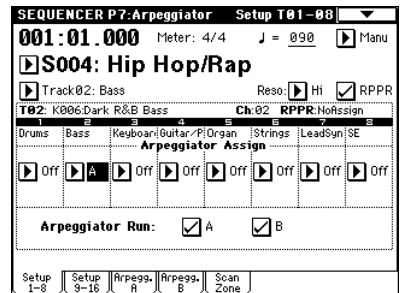 SEQUENCER P7:Arpeggiator Setup T01-08
001:01.000 Meter: 4/4 ♩ = 090 Manu
S004: Hip Hop/Rap
Track02: Bass Reso: Hi RPPR
T02: K006:Dark R&B Bass Ch:02 RPPR:NoAssign
1 2 3 4 5 6 7 8
Drums Bass Keyboar Guitar/P Organ Strings LeadSyn SE
Arpeggiator Assign
Off A Off Off Off Off Off Off
Arpeggiator Run: A B
Setup 1-8 Setup 9-16 Arpegg. A Arpegg. B Scan Zone